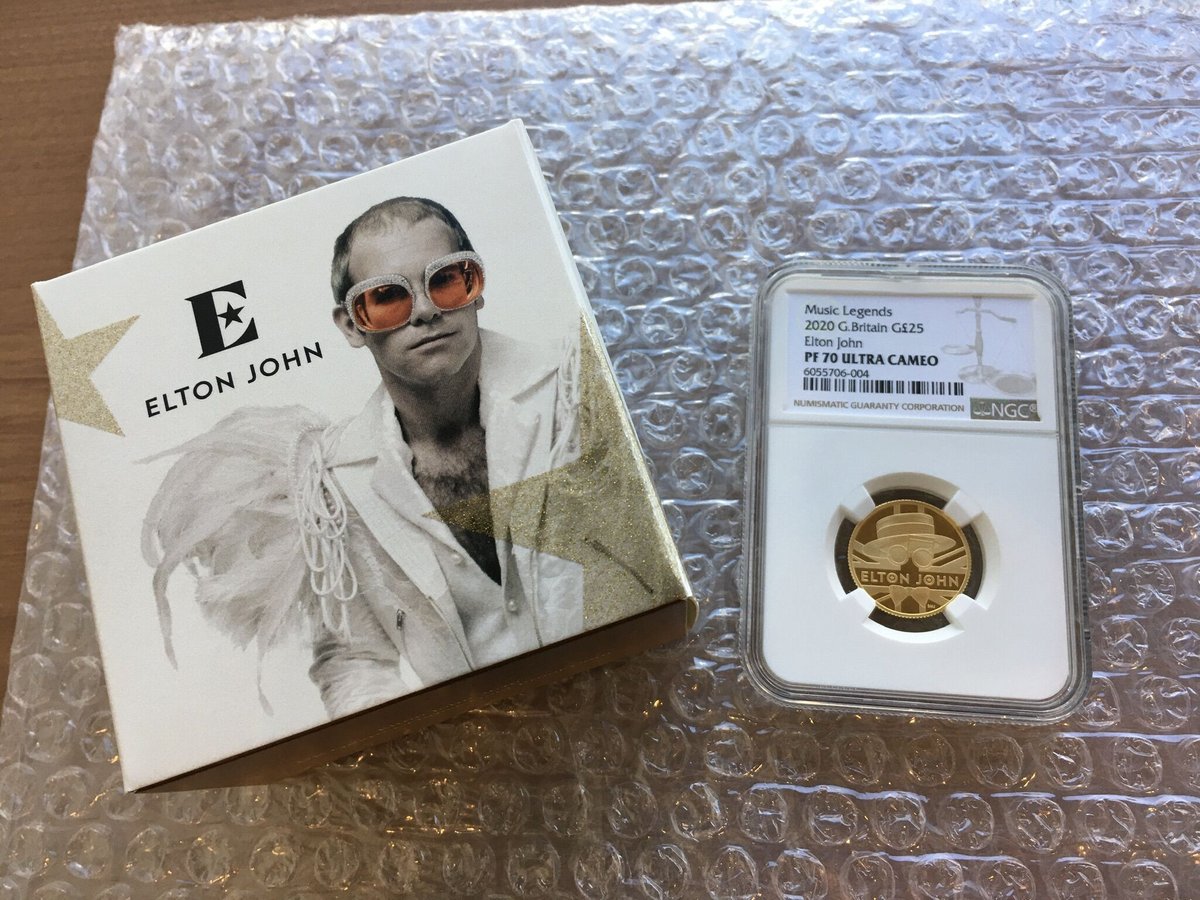 E
ELTON JOHN
Music Legends
2020 G.Britain G£25
Elton John
PF 70 ULTRA CAMEO
6055706-004
NUMISMATIC GUARANTY CORPORATION
NGC
ELTON JOHN